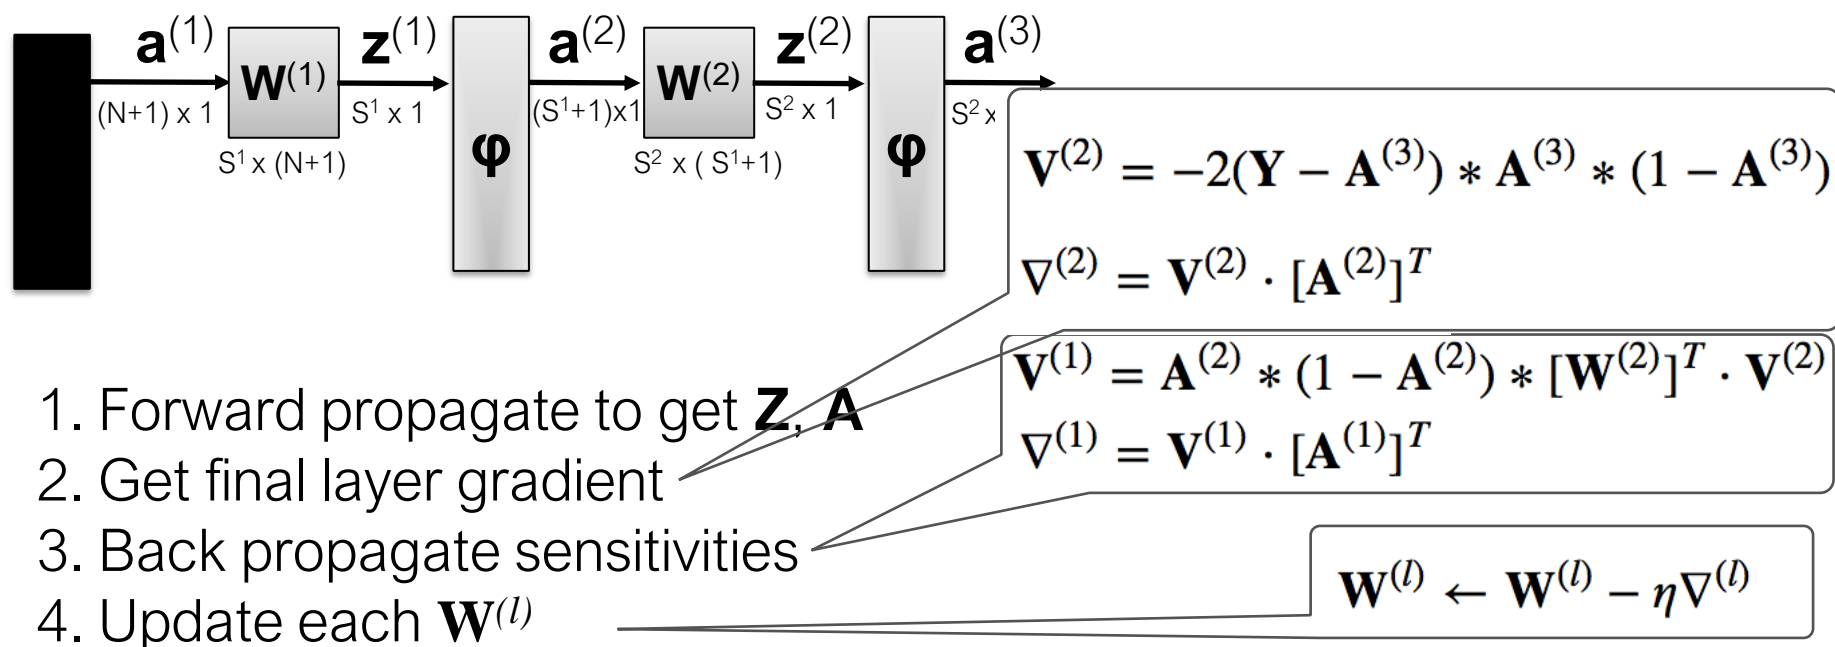 a⁽¹⁾ z⁽¹⁾ a⁽²⁾ z⁽²⁾ a⁽³⁾
W⁽¹⁾ W⁽²⁾
(N+1) x 1 S¹ x 1 (S¹+1)x1 S² x 1 S² x
φ φ
S¹ x (N+1) S² x ( S¹+1)
V⁽²⁾ = −2(Y − A⁽³⁾) * A⁽³⁾ * (1 − A⁽³⁾)
∇⁽²⁾ = V⁽²⁾ · [A⁽²⁾]ᵀ
V⁽¹⁾ = A⁽²⁾ * (1 − A⁽²⁾) * [W⁽²⁾]ᵀ · V⁽²⁾
∇⁽¹⁾ = V⁽¹⁾ · [A⁽¹⁾]ᵀ
1. Forward propagate to get Z, A
2. Get final layer gradient
3. Back propagate sensitivities
4. Update each W⁽ˡ⁾
W⁽ˡ⁾ ← W⁽ˡ⁾ − η∇⁽ˡ⁾